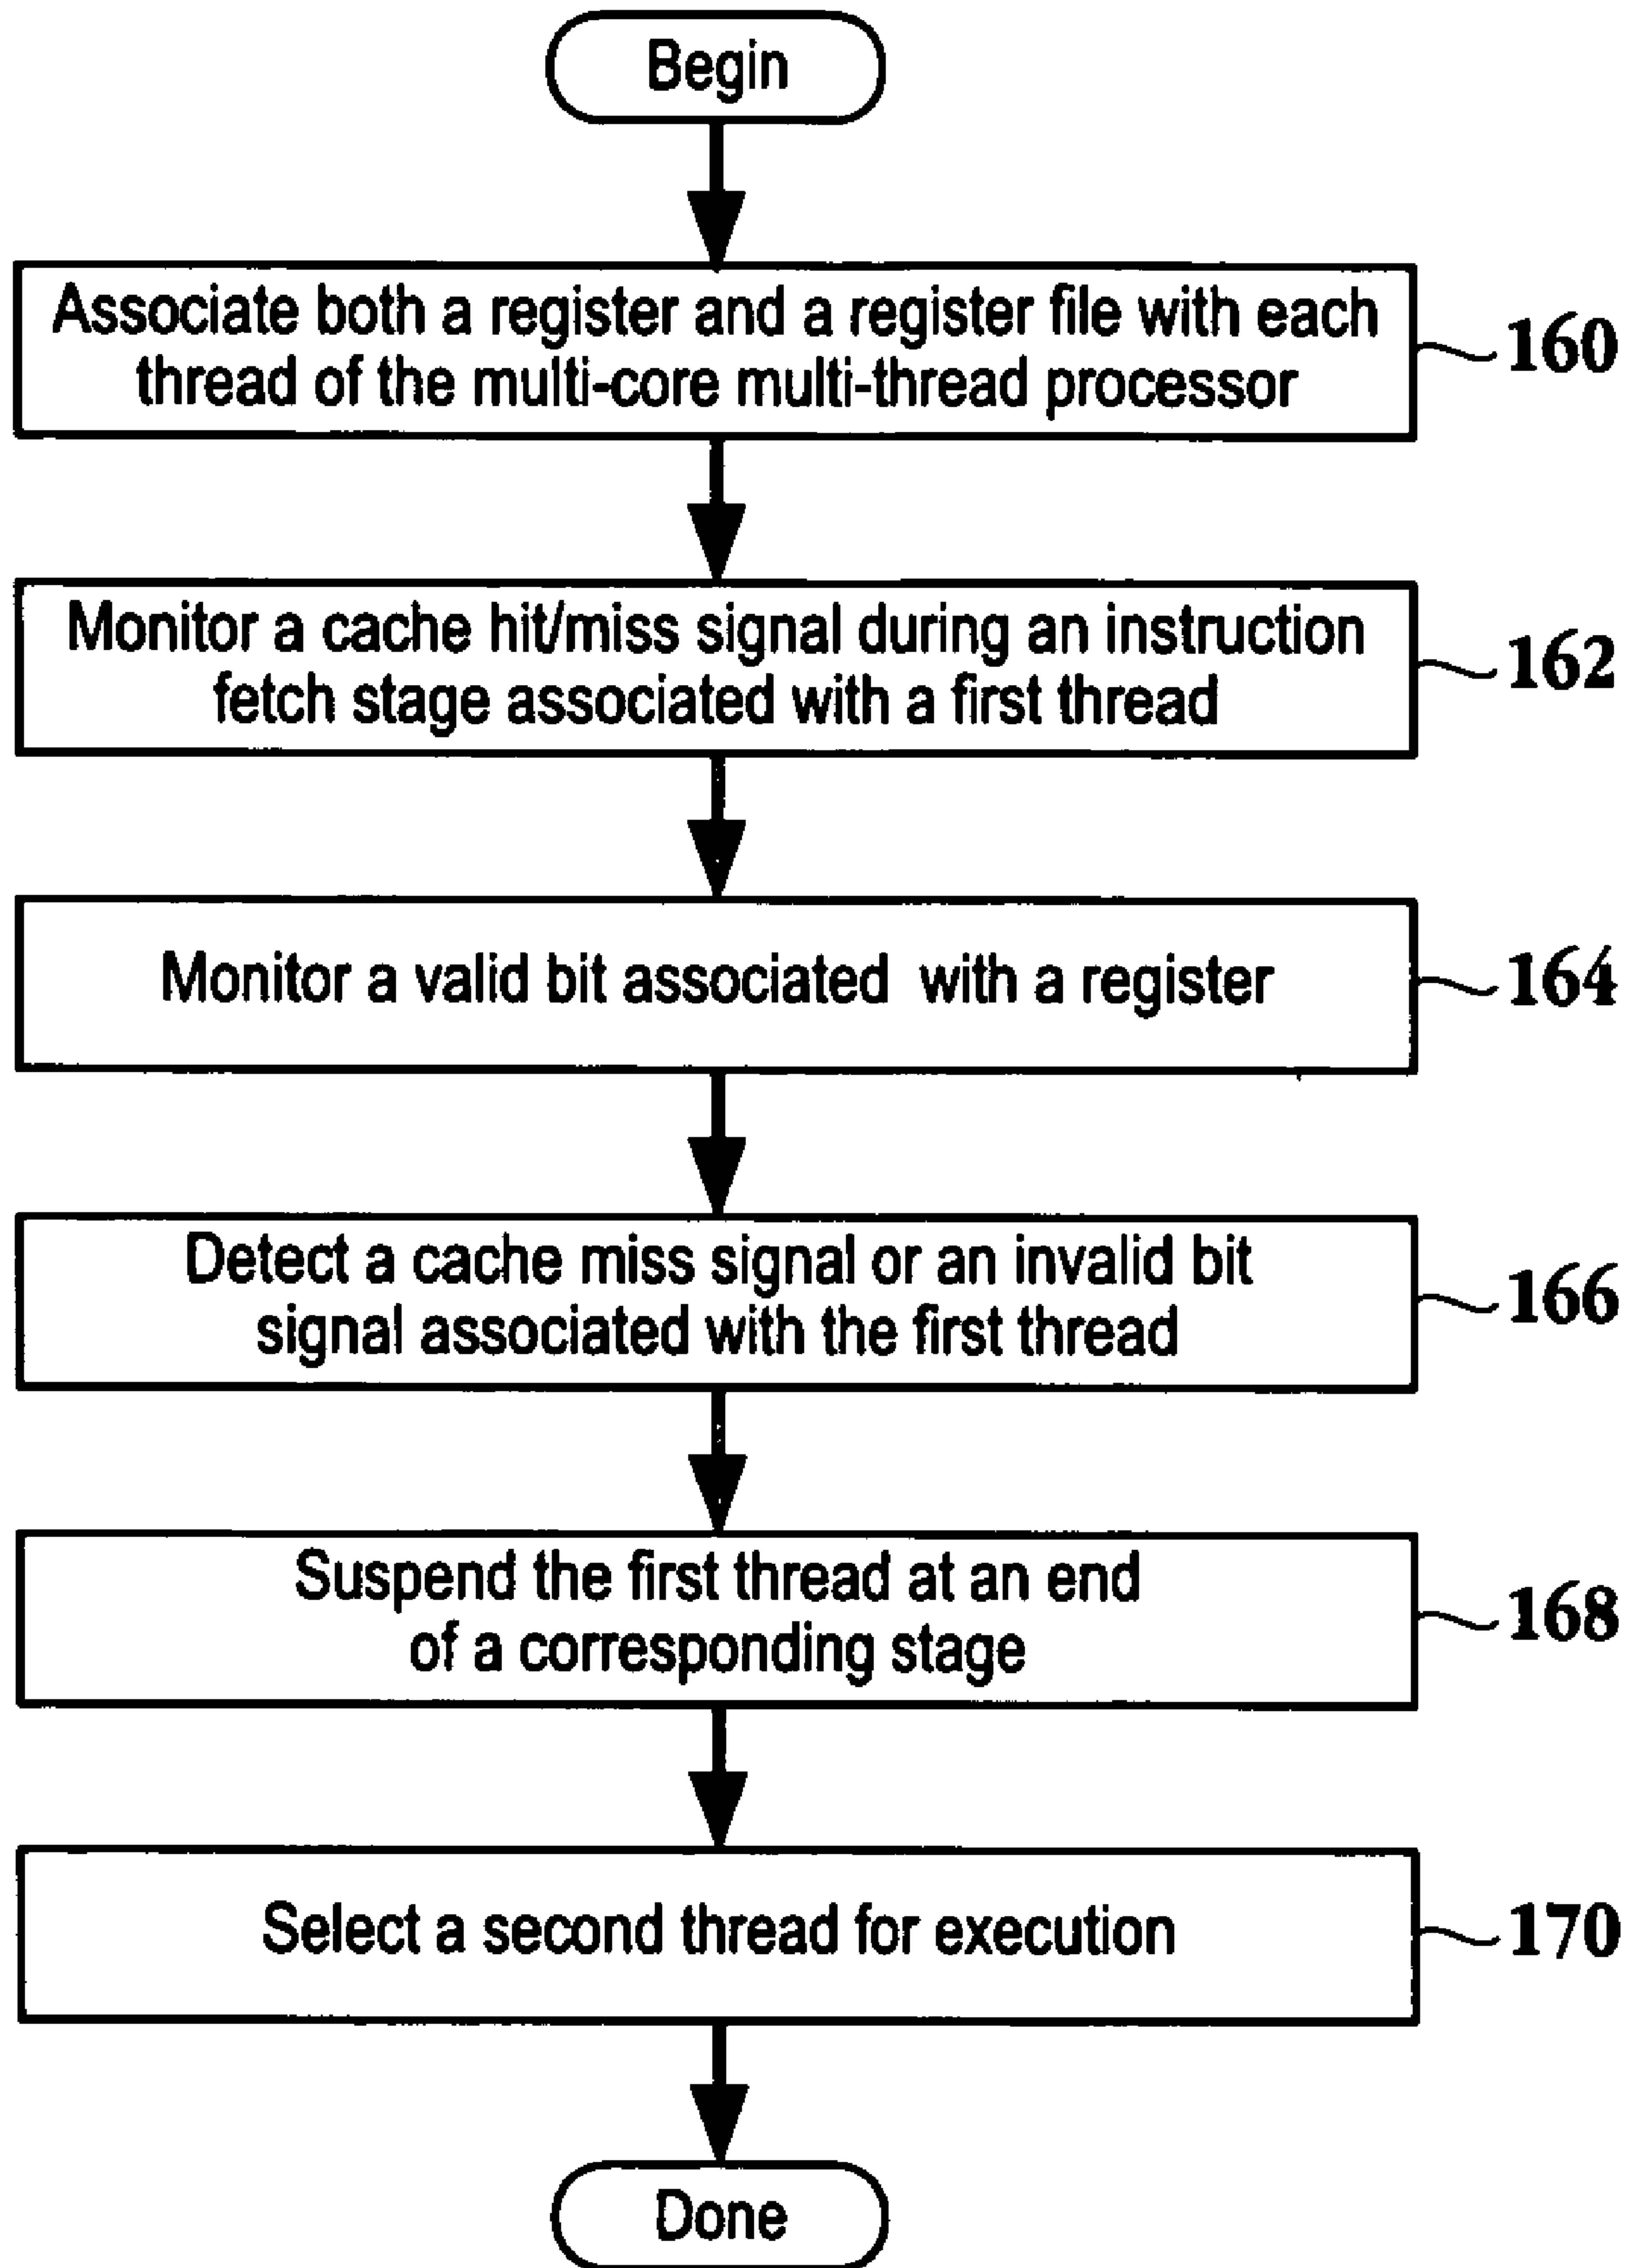 Begin
Associate both a register and a register file with each
thread of the multi-core multi-thread processor
160
Monitor a cache hit/miss signal during an instruction
fetch stage associated with a first thread
162
Monitor a valid bit associated with a register
164
Detect a cache miss signal or an invalid bit
signal associated with the first thread
166
Suspend the first thread at an end
of a corresponding stage
168
Select a second thread for execution
170
Done